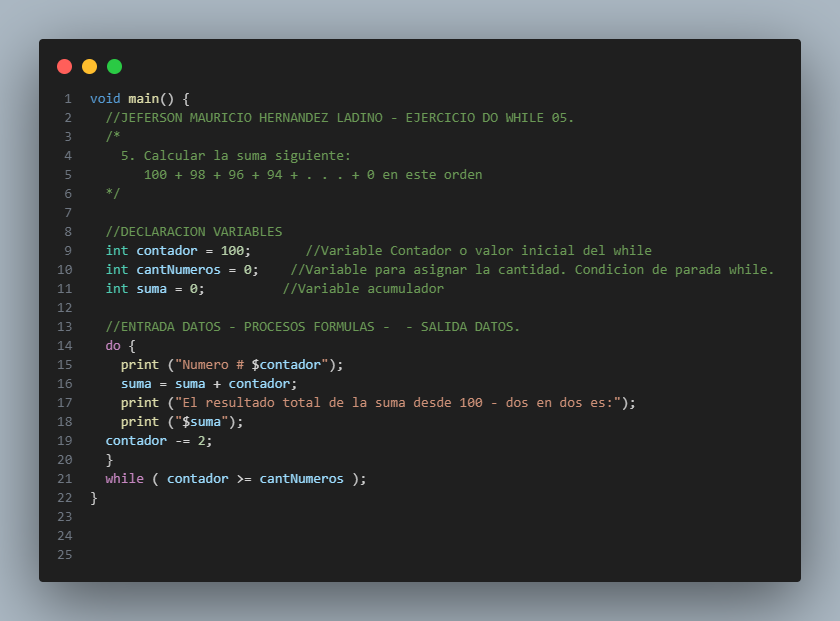 1 void main() {
2 //JEFERSON MAURICIO HERNANDEZ LADINO - EJERCICIO DO WHILE 05.
3 /*
4 5. Calcular la suma siguiente:
5 100 + 98 + 96 + 94 + . . . + 0 en este orden
6 */
7
8 //DECLARACION VARIABLES
9 int contador = 100; //Variable Contador o valor inicial del while
10 int cantNumeros = 0; //Variable para asignar la cantidad. Condicion de parada while.
11 int suma = 0; //Variable acumulador
12
13 //ENTRADA DATOS - PROCESOS FORMULAS - - SALIDA DATOS.
14 do {
15 print ("Numero # $contador");
16 suma = suma + contador;
17 print ("El resultado total de la suma desde 100 - dos en dos es:");
18 print ("$suma");
19 contador -= 2;
20 }
21 while ( contador >= cantNumeros );
22 }
23
24
25